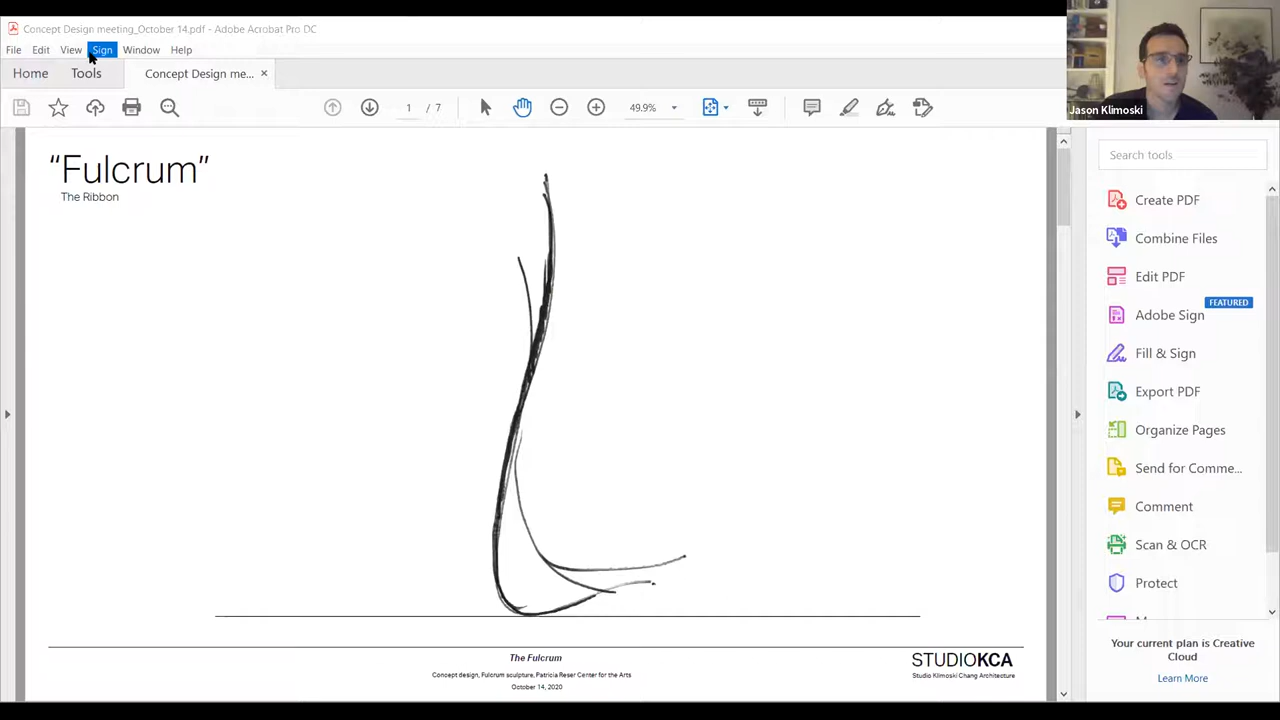 Concept Design meeting_October 14.pdf - Adobe Acrobat Pro DC
File Edit View Sign Window Help
Home Tools Concept Design me... ×
1 / 7 49.9%
Jason Klimoski
"Fulcrum"
The Ribbon
Search tools
Create PDF
Combine Files
Edit PDF
FEATURED
Adobe Sign
Fill & Sign
Export PDF
Organize Pages
Send for Comme...
Comment
Scan & OCR
Protect
Your current plan is Creative
Cloud
Learn More
The Fulcrum
Concept design, Fulcrum sculpture, Patricia Reser Center for the Arts
October 14, 2020
STUDIOKCA
Studio Klimoski Chang Architecture